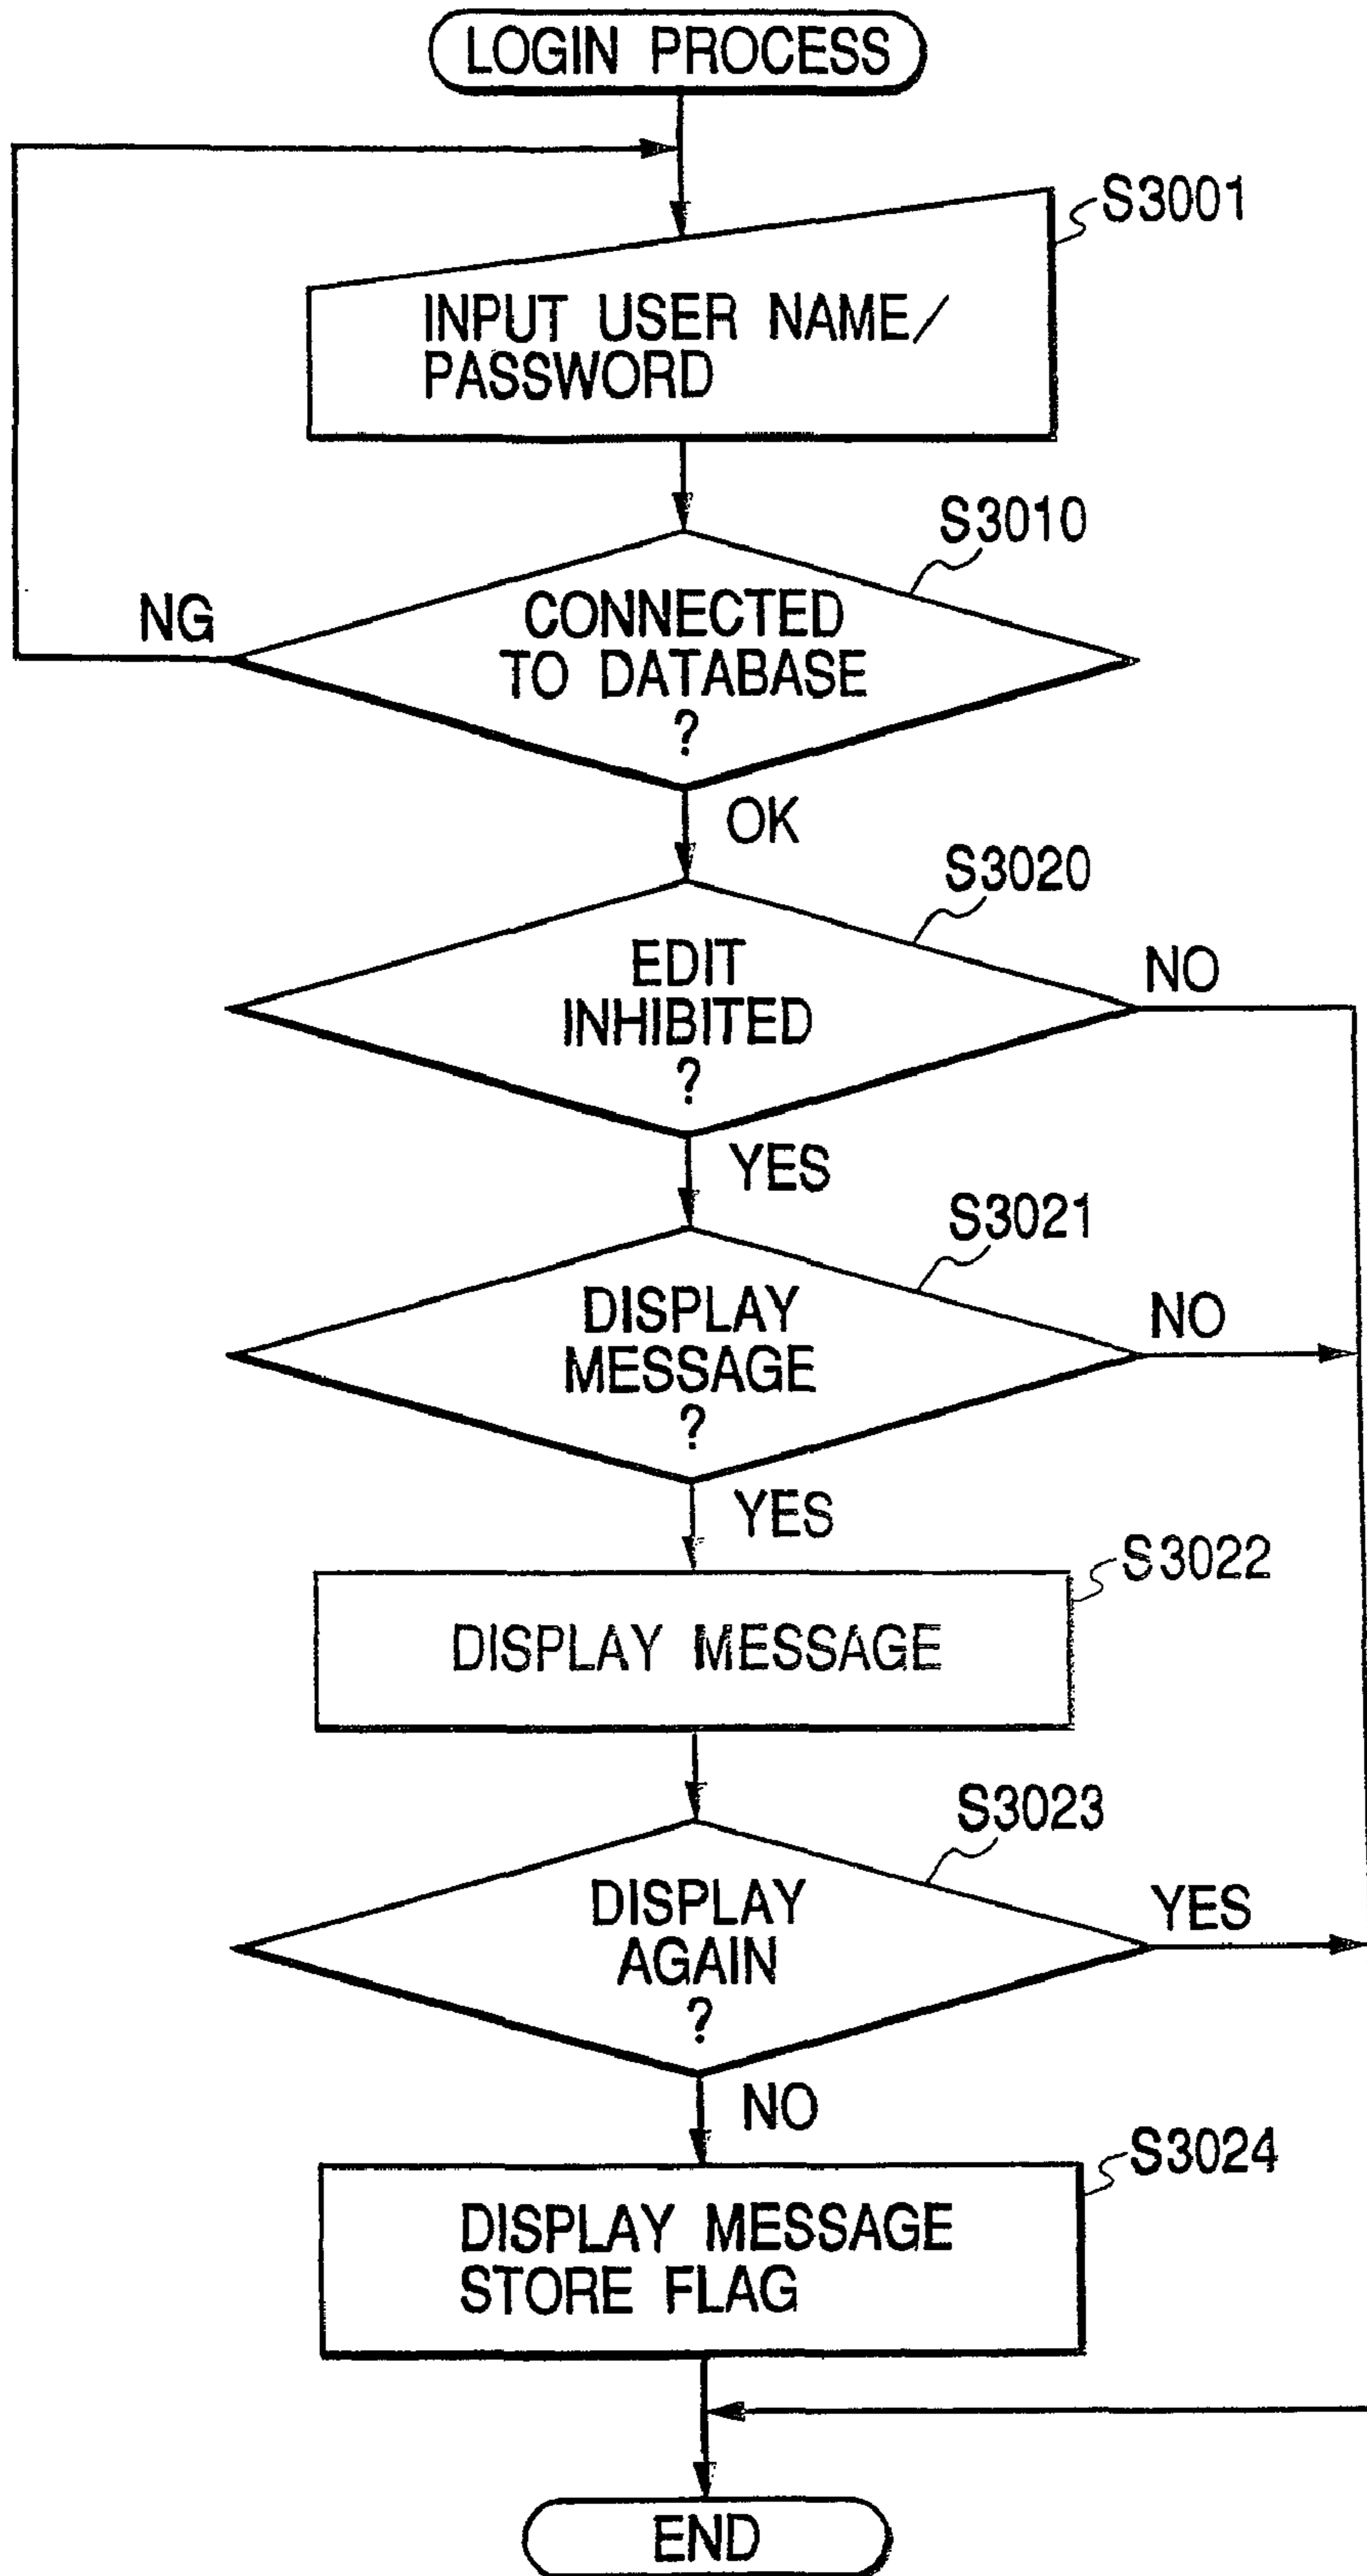 LOGIN PROCESS
S3001
INPUT USER NAME/
PASSWORD
S3010
NG
CONNECTED
TO DATABASE
?
OK
S3020
EDIT
INHIBITED
?
NO
YES
S3021
DISPLAY
MESSAGE
?
NO
YES
S3022
DISPLAY MESSAGE
S3023
DISPLAY
AGAIN
?
YES
NO
S3024
DISPLAY MESSAGE
STORE FLAG
END